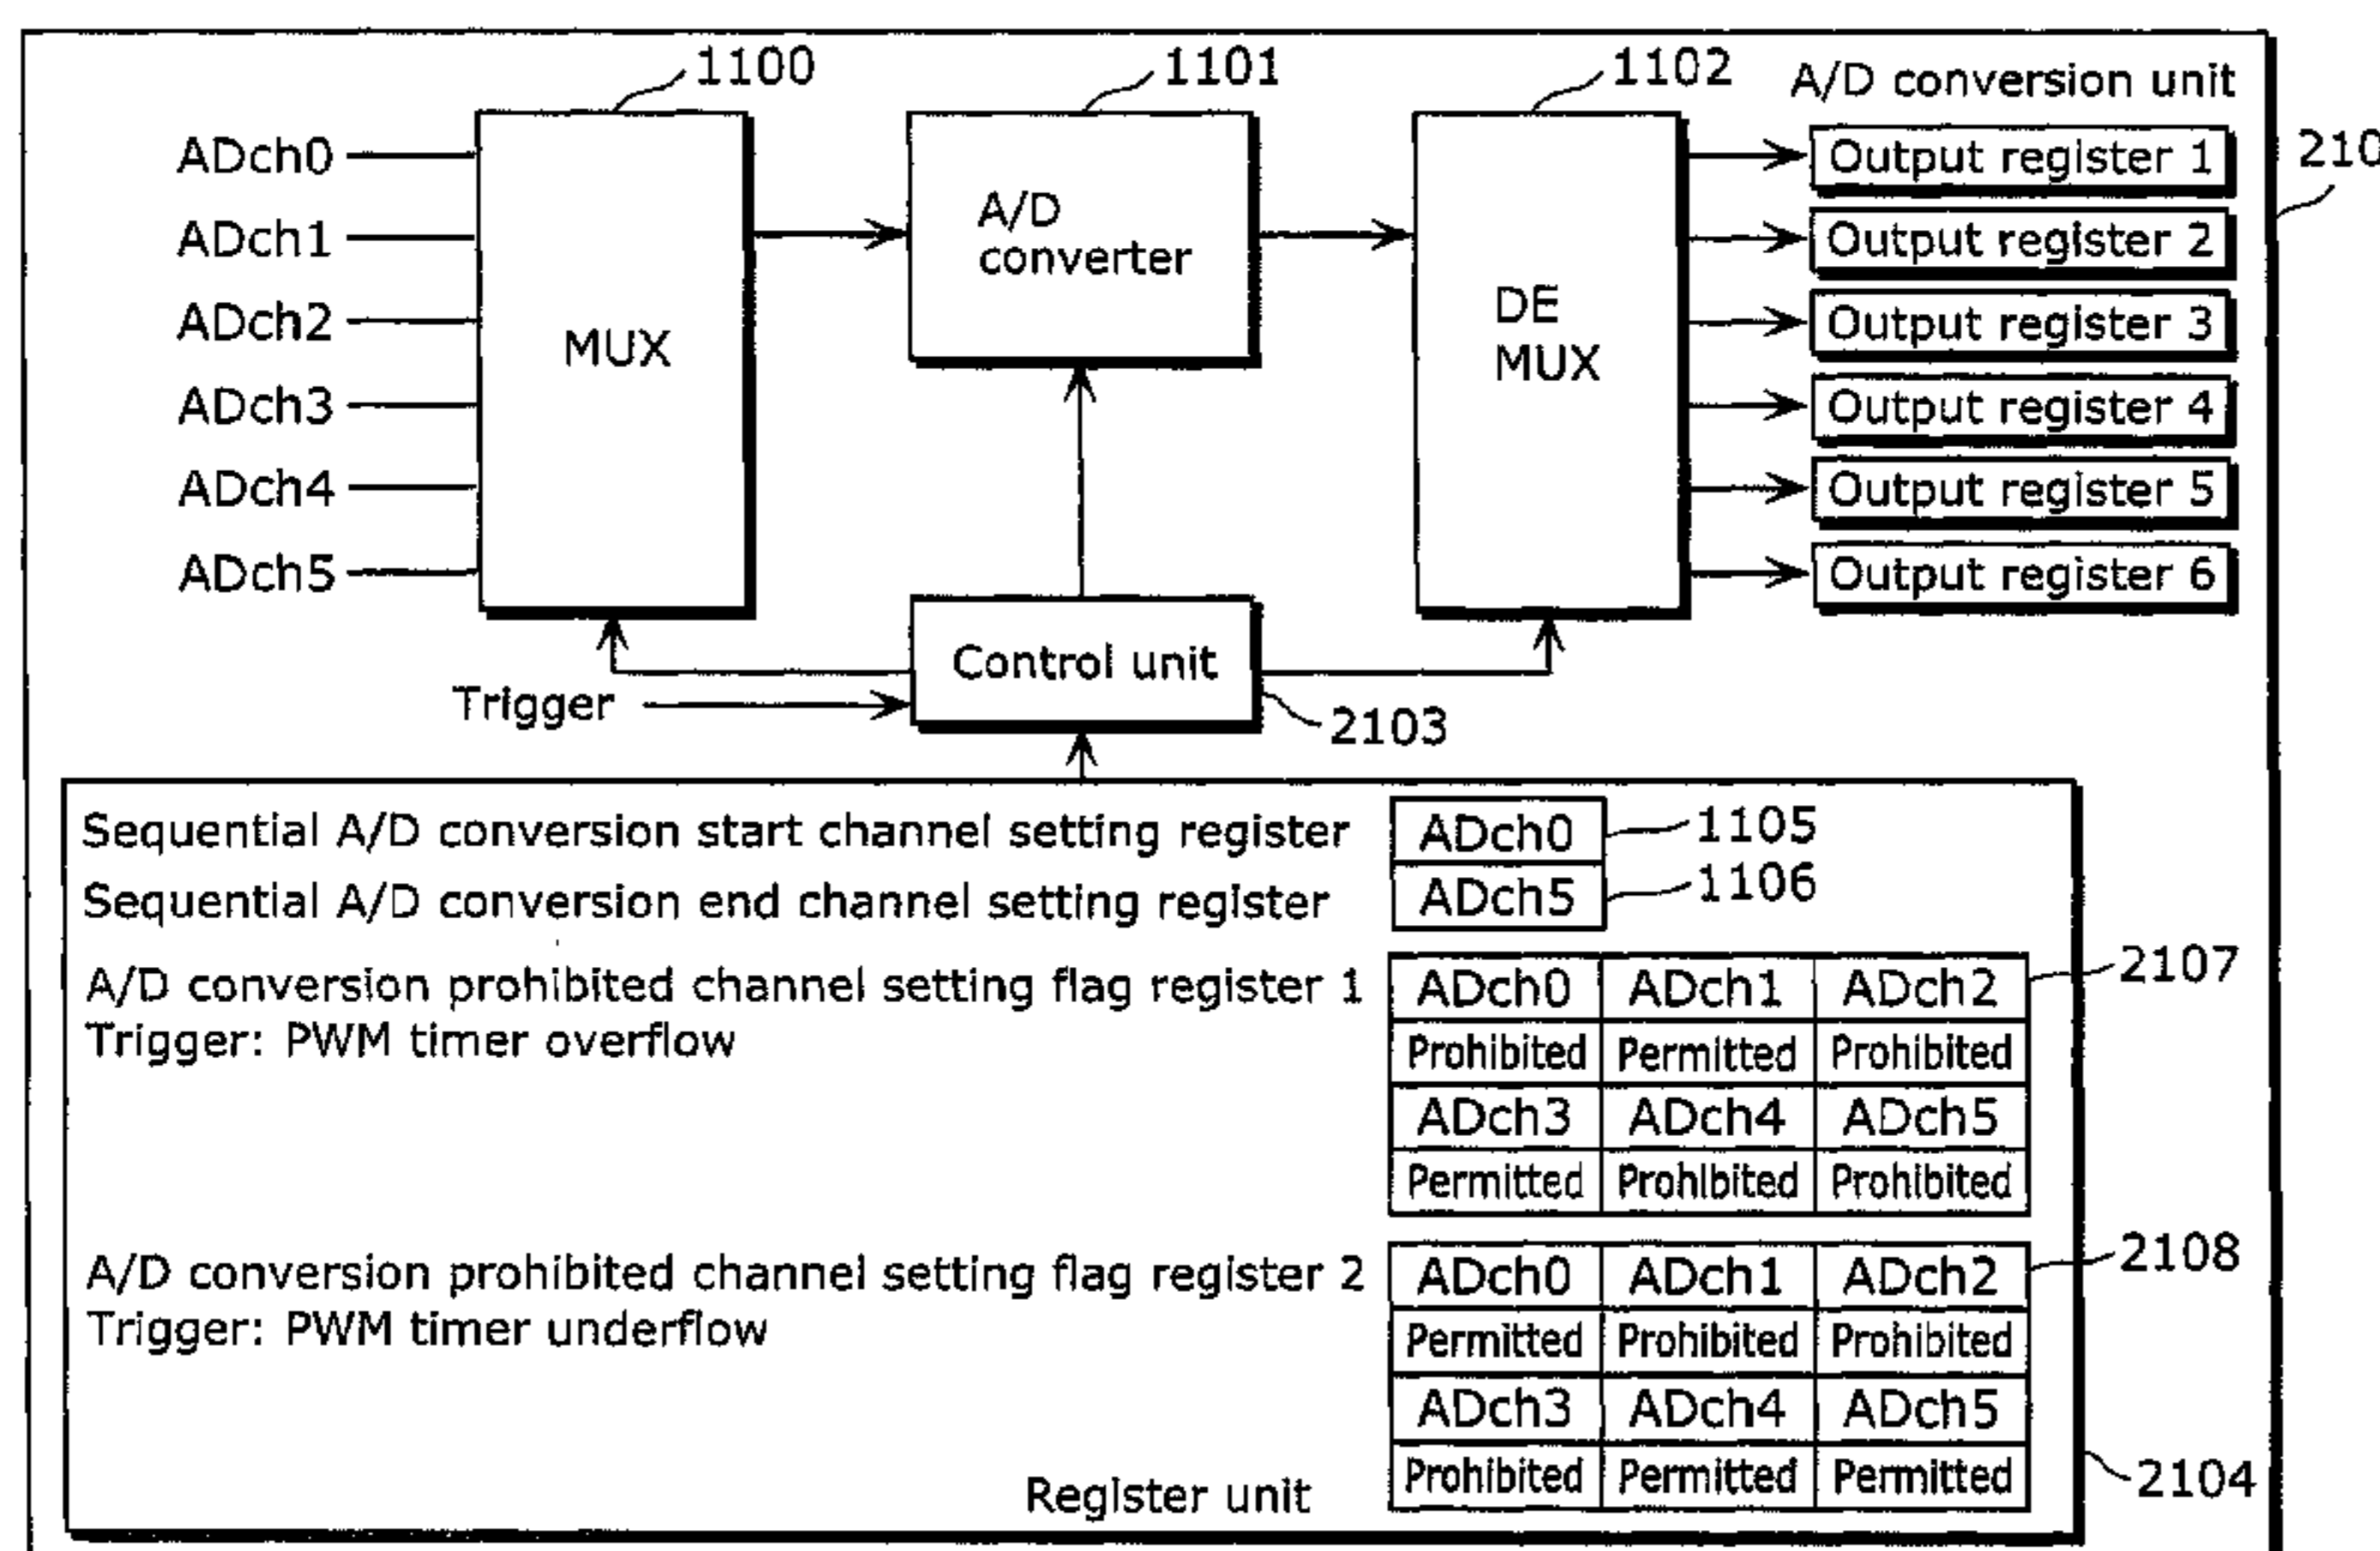 1100
1101
1102
A/D conversion unit
210
ADch0
ADch1
ADch2
ADch3
ADch4
ADch5
MUX
A/D
converter
DE
MUX
Output register 1
Output register 2
Output register 3
Output register 4
Output register 5
Output register 6
Control unit
Trigger
2103
Sequential A/D conversion start channel setting register
ADch0
1105
Sequential A/D conversion end channel setting register
ADch5
1106
A/D conversion prohibited channel setting flag register 1
Trigger: PWM timer overflow
ADch0 ADch1 ADch2
2107
Prohibited Permitted Prohibited
ADch3 ADch4 ADch5
Permitted Prohibited Prohibited
A/D conversion prohibited channel setting flag register 2
Trigger: PWM timer underflow
ADch0 ADch1 ADch2
2108
Permitted Prohibited Prohibited
ADch3 ADch4 ADch5
Prohibited Permitted Permitted
Register unit
2104